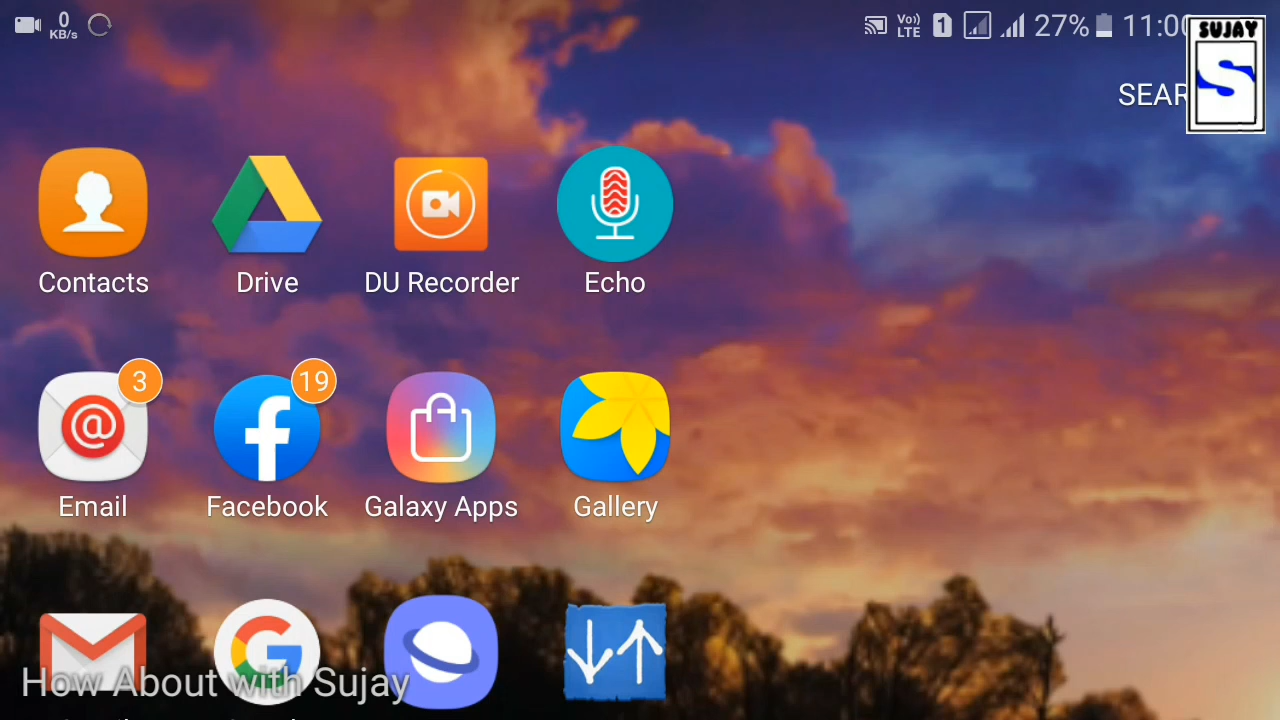 0
KB/s
Vo))
LTE
1
27%
11:00
SUJAY
S
SEAR
Contacts
Drive
DU Recorder
Echo
3
19
Email
Facebook
Galaxy Apps
Gallery
How About with Sujay